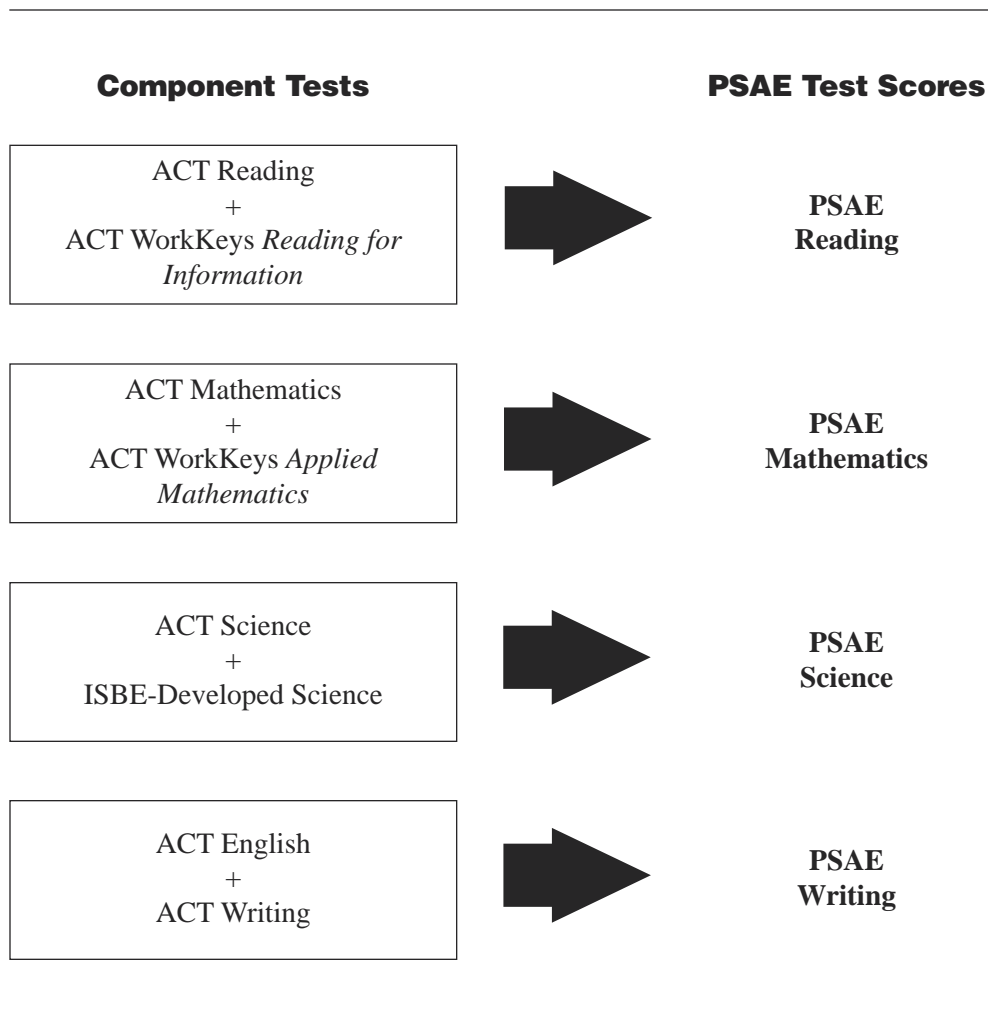 Component Tests
PSAE Test Scores
ACT Reading
+
ACT WorkKeys Reading for
Information
PSAE
Reading
ACT Mathematics
+
ACT WorkKeys Applied
Mathematics
PSAE
Mathematics
ACT Science
+
ISBE-Developed Science
PSAE
Science
ACT English
+
ACT Writing
PSAE
Writing